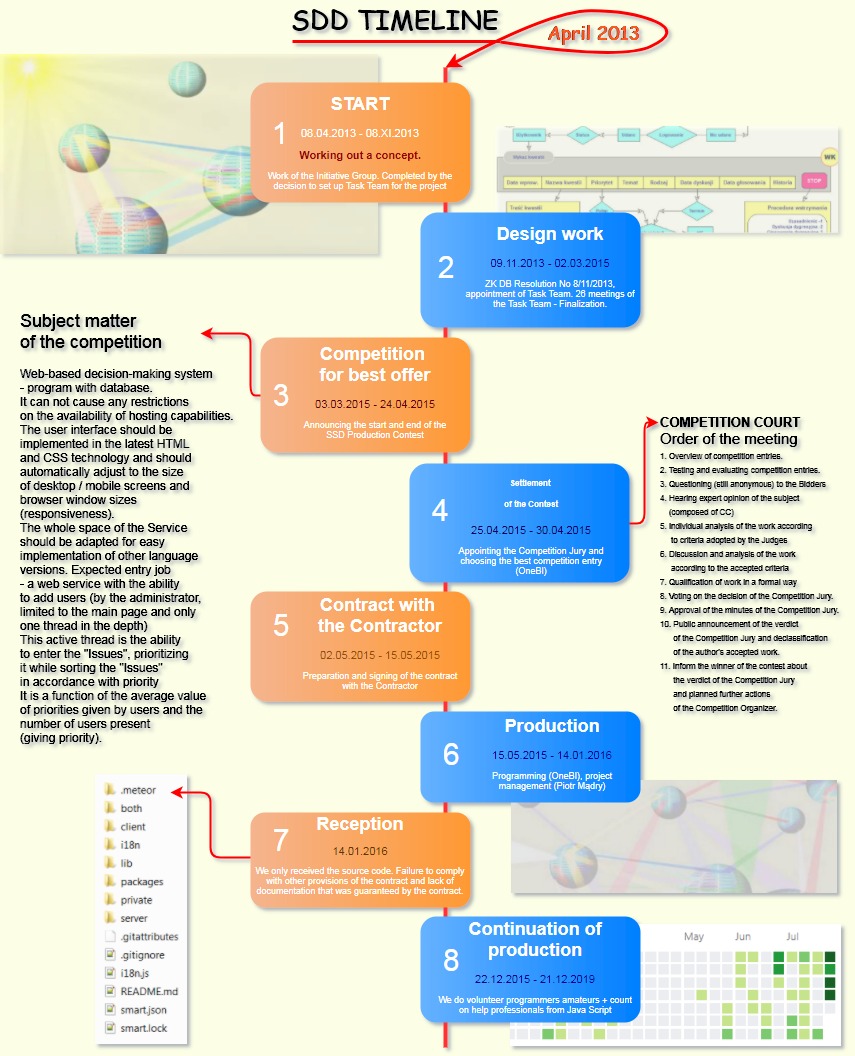 SDD TIMELINE
April 2013
START
1
08.04.2013 - 08.XI.2013
Working out a concept.
Work of the Initiative Group. Completed by the
decision to set up Task Team for the project
Użytkownik
Status
Data wpraw.
Nazwa kwestii
Priorytet
Temat
Rodzaj
Data dyskusji
Data głosowania
Historia
STOP
WK
Treść kwestii
Procedura wstrzymania
Design work
2
09.11.2013 - 02.03.2015
ZK DB Resolution No 8/11/2013,
appointment of Task Team. 26 meetings of
the Task Team - Finalization.
Subject matter
of the competition
Web-based decision-making system
- program with database.
It can not cause any restrictions
on the availability of hosting capabilities.
The user interface should be
implemented in the latest HTML
and CSS technology and should
automatically adjust to the size
of desktop / mobile screens and
browser window sizes
(responsiveness).
The whole space of the Service
should be adapted for easy
implementation of other language
versions. Expected entry job
- a web service with the ability
to add users (by the administrator,
limited to the main page and only
one thread in the depth)
This active thread is the ability
to enter the "Issues", prioritizing
it while sorting the "Issues"
in accordance with priority
It is a function of the average value
of priorities given by users and the
number of users present
(giving priority).
Competition
for best offer
3
03.03.2015 - 24.04.2015
Announcing the start and end of the
SSD Production Contest
COMPETITION COURT
Order of the meeting
1. Overview of competition entries.
2. Testing and evaluating competition entries.
3. Questioning (still anonymous) to the Bidders
4. Hearing expert opinion of the subject
(composed of CC)
5. Individual analysis of the work according
to criteria adopted by the Judges
6. Discussion and analysis of the work
according to the accepted criteria
7. Qualification of work in a formal way
8. Voting on the decision of the Competition Jury.
9. Approval of the minutes of the Competition Jury.
10. Public announcement of the verdict
of the Competition Jury and declassification
of the author's accepted work.
11. Inform the winner of the contest about
the verdict of the Competition Jury
and planned further actions
of the Competition Organizer.
Settlement
of the Contest
4
25.04.2015 - 30.04.2015
Appointing the Competition Jury and
choosing the best competition entry
(OneBI)
Contract with
the Contractor
5
02.05.2015 - 15.05.2015
Preparation and signing of the contract
with the Contractor
Production
6
15.05.2015 - 14.01.2016
Programming (OneBI), project
management (Piotr Mądry)
Reception
7
14.01.2016
We only received the source code. Failure to comply
with other provisions of the contract and lack of
documentation that was guaranteed by the contract.
.meteor
both
client
i18n
lib
packages
private
server
.gitattributes
.gitignore
i18n.js
README.md
smart.json
smart.lock
Continuation of
production
8
22.12.2015 - 21.12.2019
We do volunteer programmers amateurs + count
on help professionals from Java Script
May Jun Jul